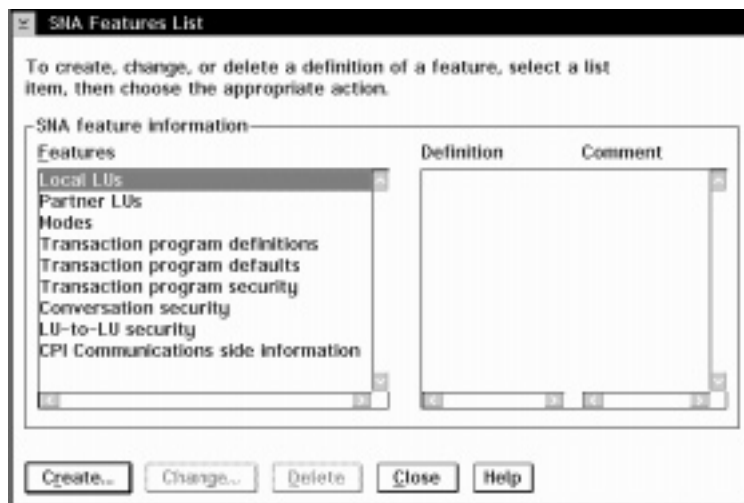 SNA Features List
To create, change, or delete a definition of a feature, select a list
item, then choose the appropriate action.
SNA feature information
Features
Definition
Comment
Local LUs
Partner LUs
Modes
Transaction program definitions
Transaction program defaults
Transaction program security
Conversation security
LU-to-LU security
CPI Communications side information
Create...
Change...
Delete
Close
Help